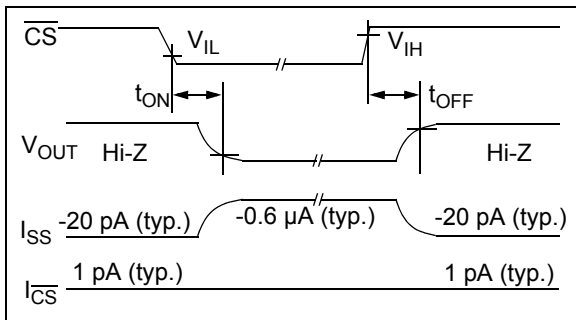 CS
V_IL
V_IH
t_ON
t_OFF
V_OUT
Hi-Z
Hi-Z
I_SS
-20 pA (typ.)
-0.6 µA (typ.)
-20 pA (typ.)
I_CS
1 pA (typ.)
1 pA (typ.)